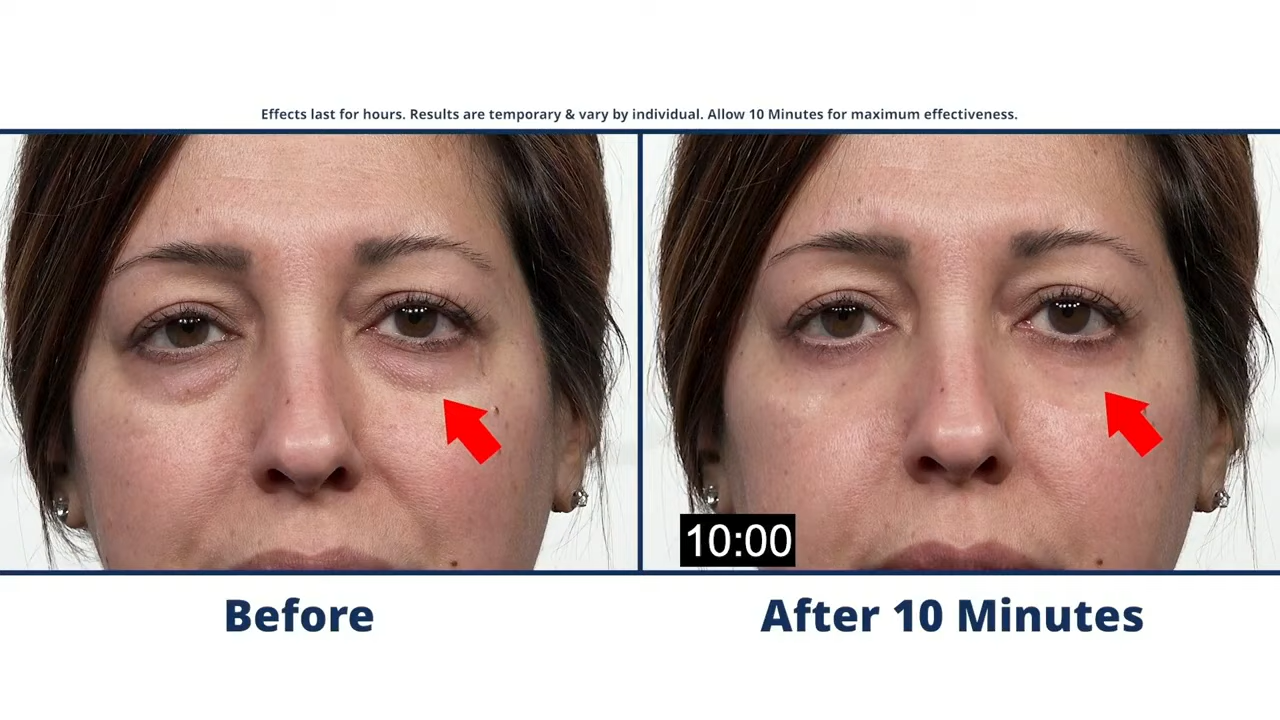 Effects last for hours. Results are temporary & vary by individual. Allow 10 Minutes for maximum effectiveness.
10:00
Before
After 10 Minutes